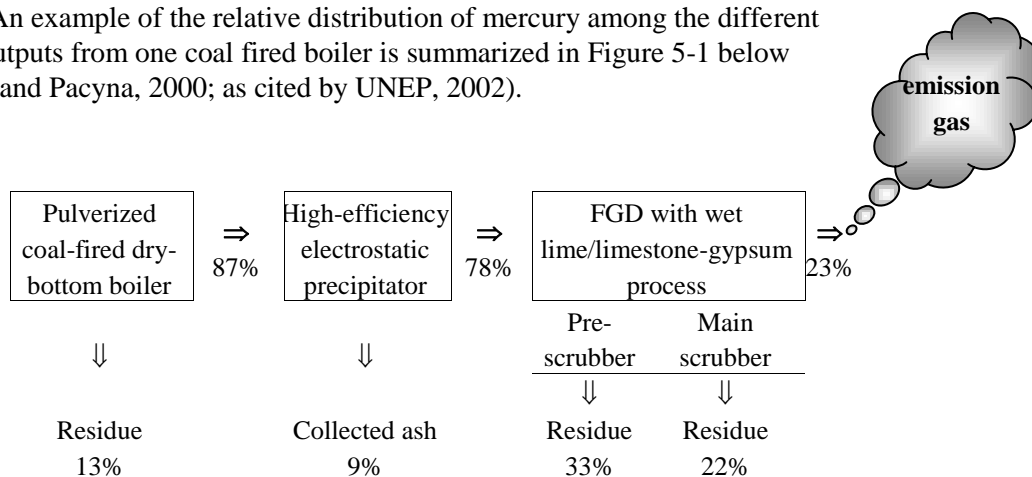 An example of the relative distribution of mercury among the different
utputs from one coal fired boiler is summarized in Figure 5-1 below
and Pacyna, 2000; as cited by UNEP, 2002).
emission
gas
Pulverized
coal-fired dry-
bottom boiler
⇒
87%
High-efficiency
electrostatic
precipitator
⇒
78%
FGD with wet
lime/limestone-gypsum
process
⇒
23%
Pre-
scrubber
Main
scrubber
⇓
Residue
13%
⇓
Collected ash
9%
⇓
Residue
33%
⇓
Residue
22%